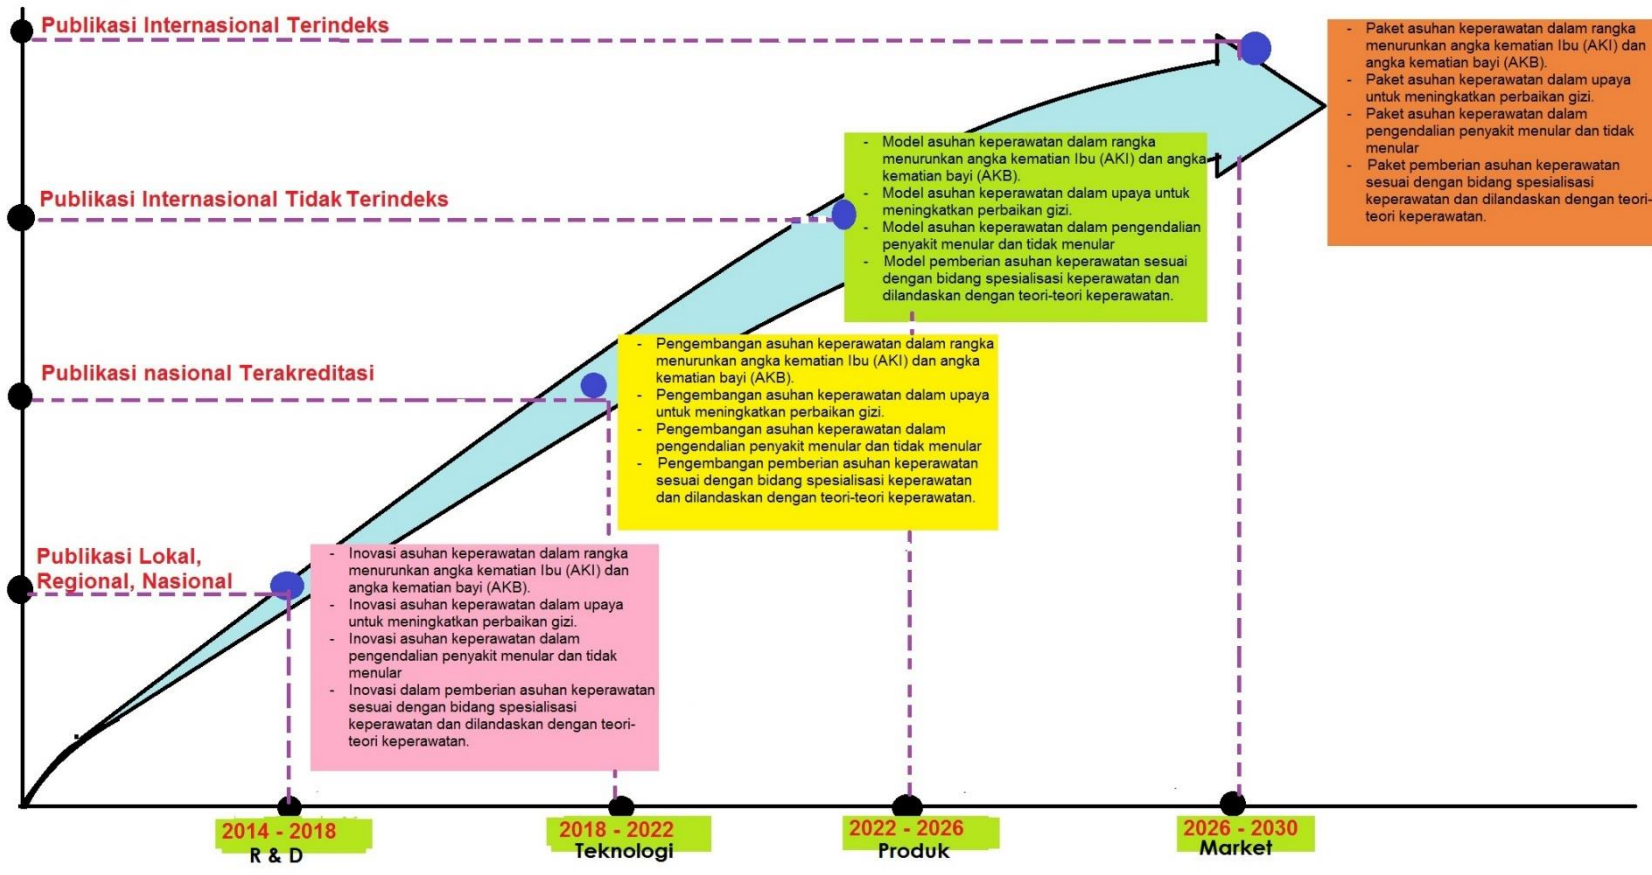 Publikasi Internasional Terindeks
- Paket asuhan keperawatan dalam rangka
menurunkan angka kematian Ibu (AKI) dan
angka kematian bayi (AKB).
- Paket asuhan keperawatan dalam upaya
untuk meningkatkan perbaikan gizi.
- Paket asuhan keperawatan dalam
pengendalian penyakit menular dan tidak
menular
- Paket pemberian asuhan keperawatan
sesuai dengan bidang spesialisasi
keperawatan dan dilandaskan dengan teori-
teori keperawatan.
Publikasi Internasional Tidak Terindeks
- Model asuhan keperawatan dalam rangka
menurunkan angka kematian Ibu (AKI) dan angka
kematian bayi (AKB).
- Model asuhan keperawatan dalam upaya untuk
meningkatkan perbaikan gizi.
- Model asuhan keperawatan dalam pengendalian
penyakit menular dan tidak menular
- Model pemberian asuhan keperawatan sesuai
dengan bidang spesialisasi keperawatan dan
dilandaskan dengan teori-teori keperawatan.
Publikasi nasional Terakreditasi
- Pengembangan asuhan keperawatan dalam rangka
menurunkan angka kematian Ibu (AKI) dan angka
kematian bayi (AKB).
- Pengembangan asuhan keperawatan dalam upaya
untuk meningkatkan perbaikan gizi.
- Pengembangan asuhan keperawatan dalam
pengendalian penyakit menular dan tidak menular
- Pengembangan pemberian asuhan keperawatan
sesuai dengan bidang spesialisasi keperawatan
dan dilandaskan dengan teori-teori keperawatan.
Publikasi Lokal,
Regional, Nasional
- Inovasi asuhan keperawatan dalam rangka
menurunkan angka kematian Ibu (AKI) dan
angka kematian bayi (AKB).
- Inovasi asuhan keperawatan dalam upaya
untuk meningkatkan perbaikan gizi.
- Inovasi asuhan keperawatan dalam
pengendalian penyakit menular dan tidak
menular
- Inovasi dalam pemberian asuhan keperawatan
sesuai dengan bidang spesialisasi
keperawatan dan dilandaskan dengan teori-
teori keperawatan.
2014 - 2018
R & D
2018 - 2022
Teknologi
2022 - 2026
Produk
2026 - 2030
Market